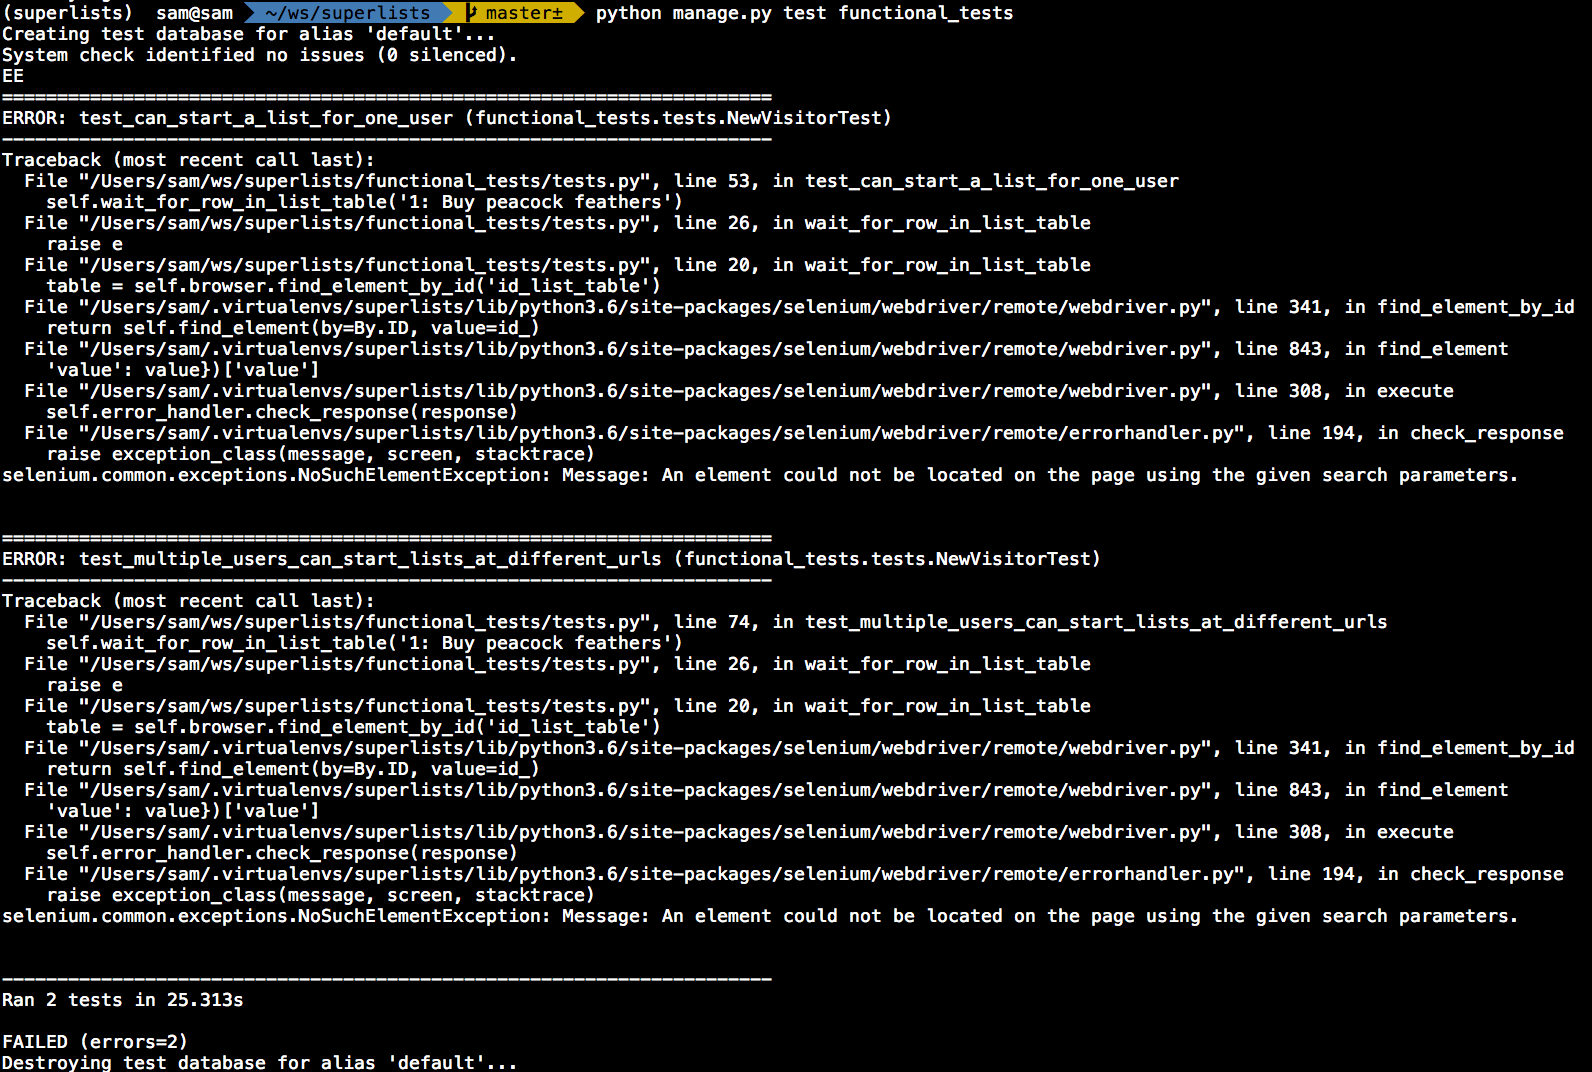 (superlists) sam@sam ~/ws/superlists master± python manage.py test functional_tests
Creating test database for alias 'default'...
System check identified no issues (0 silenced).
EE
======================================================================
ERROR: test_can_start_a_list_for_one_user (functional_tests.tests.NewVisitorTest)
----------------------------------------------------------------------
Traceback (most recent call last):
  File "/Users/sam/ws/superlists/functional_tests/tests.py", line 53, in test_can_start_a_list_for_one_user
    self.wait_for_row_in_list_table('1: Buy peacock feathers')
  File "/Users/sam/ws/superlists/functional_tests/tests.py", line 26, in wait_for_row_in_list_table
    raise e
  File "/Users/sam/ws/superlists/functional_tests/tests.py", line 20, in wait_for_row_in_list_table
    table = self.browser.find_element_by_id('id_list_table')
  File "/Users/sam/.virtualenvs/superlists/lib/python3.6/site-packages/selenium/webdriver/remote/webdriver.py", line 341, in find_element_by_id
    return self.find_element(by=By.ID, value=id_)
  File "/Users/sam/.virtualenvs/superlists/lib/python3.6/site-packages/selenium/webdriver/remote/webdriver.py", line 843, in find_element
    'value': value})['value']
  File "/Users/sam/.virtualenvs/superlists/lib/python3.6/site-packages/selenium/webdriver/remote/webdriver.py", line 308, in execute
    self.error_handler.check_response(response)
  File "/Users/sam/.virtualenvs/superlists/lib/python3.6/site-packages/selenium/webdriver/remote/errorhandler.py", line 194, in check_response
    raise exception_class(message, screen, stacktrace)
selenium.common.exceptions.NoSuchElementException: Message: An element could not be located on the page using the given search parameters.
======================================================================
ERROR: test_multiple_users_can_start_lists_at_different_urls (functional_tests.tests.NewVisitorTest)
----------------------------------------------------------------------
Traceback (most recent call last):
  File "/Users/sam/ws/superlists/functional_tests/tests.py", line 74, in test_multiple_users_can_start_lists_at_different_urls
    self.wait_for_row_in_list_table('1: Buy peacock feathers')
  File "/Users/sam/ws/superlists/functional_tests/tests.py", line 26, in wait_for_row_in_list_table
    raise e
  File "/Users/sam/ws/superlists/functional_tests/tests.py", line 20, in wait_for_row_in_list_table
    table = self.browser.find_element_by_id('id_list_table')
  File "/Users/sam/.virtualenvs/superlists/lib/python3.6/site-packages/selenium/webdriver/remote/webdriver.py", line 341, in find_element_by_id
    return self.find_element(by=By.ID, value=id_)
  File "/Users/sam/.virtualenvs/superlists/lib/python3.6/site-packages/selenium/webdriver/remote/webdriver.py", line 843, in find_element
    'value': value})['value']
  File "/Users/sam/.virtualenvs/superlists/lib/python3.6/site-packages/selenium/webdriver/remote/webdriver.py", line 308, in execute
    self.error_handler.check_response(response)
  File "/Users/sam/.virtualenvs/superlists/lib/python3.6/site-packages/selenium/webdriver/remote/errorhandler.py", line 194, in check_response
    raise exception_class(message, screen, stacktrace)
selenium.common.exceptions.NoSuchElementException: Message: An element could not be located on the page using the given search parameters.
----------------------------------------------------------------------
Ran 2 tests in 25.313s
FAILED (errors=2)
Destroying test database for alias 'default'...